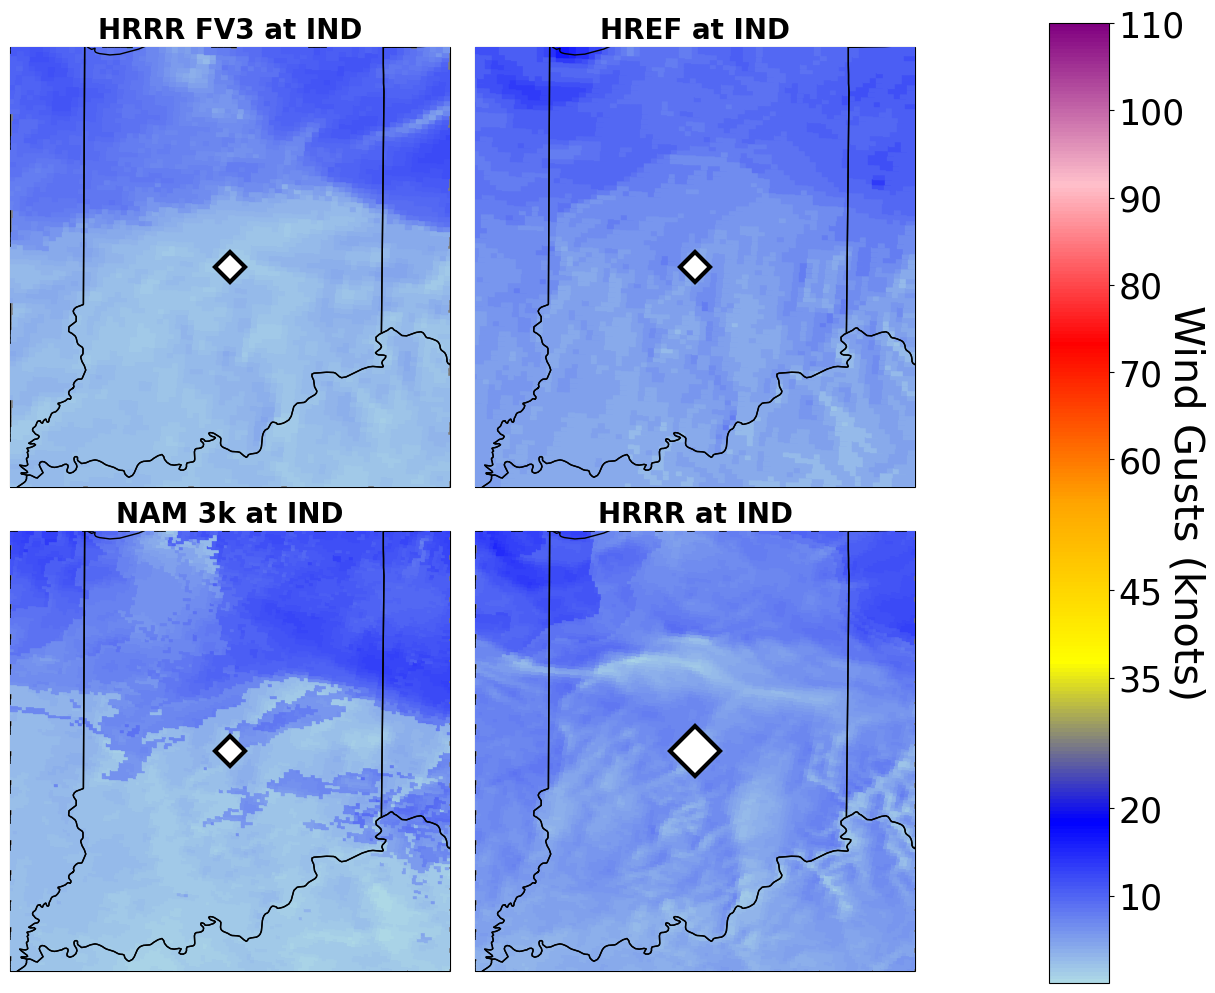 HRRR FV3 at IND
HREF at IND
NAM 3k at IND
HRRR at IND
110
100
90
80
70
60
45
35
20
10
Wind Gusts (knots)